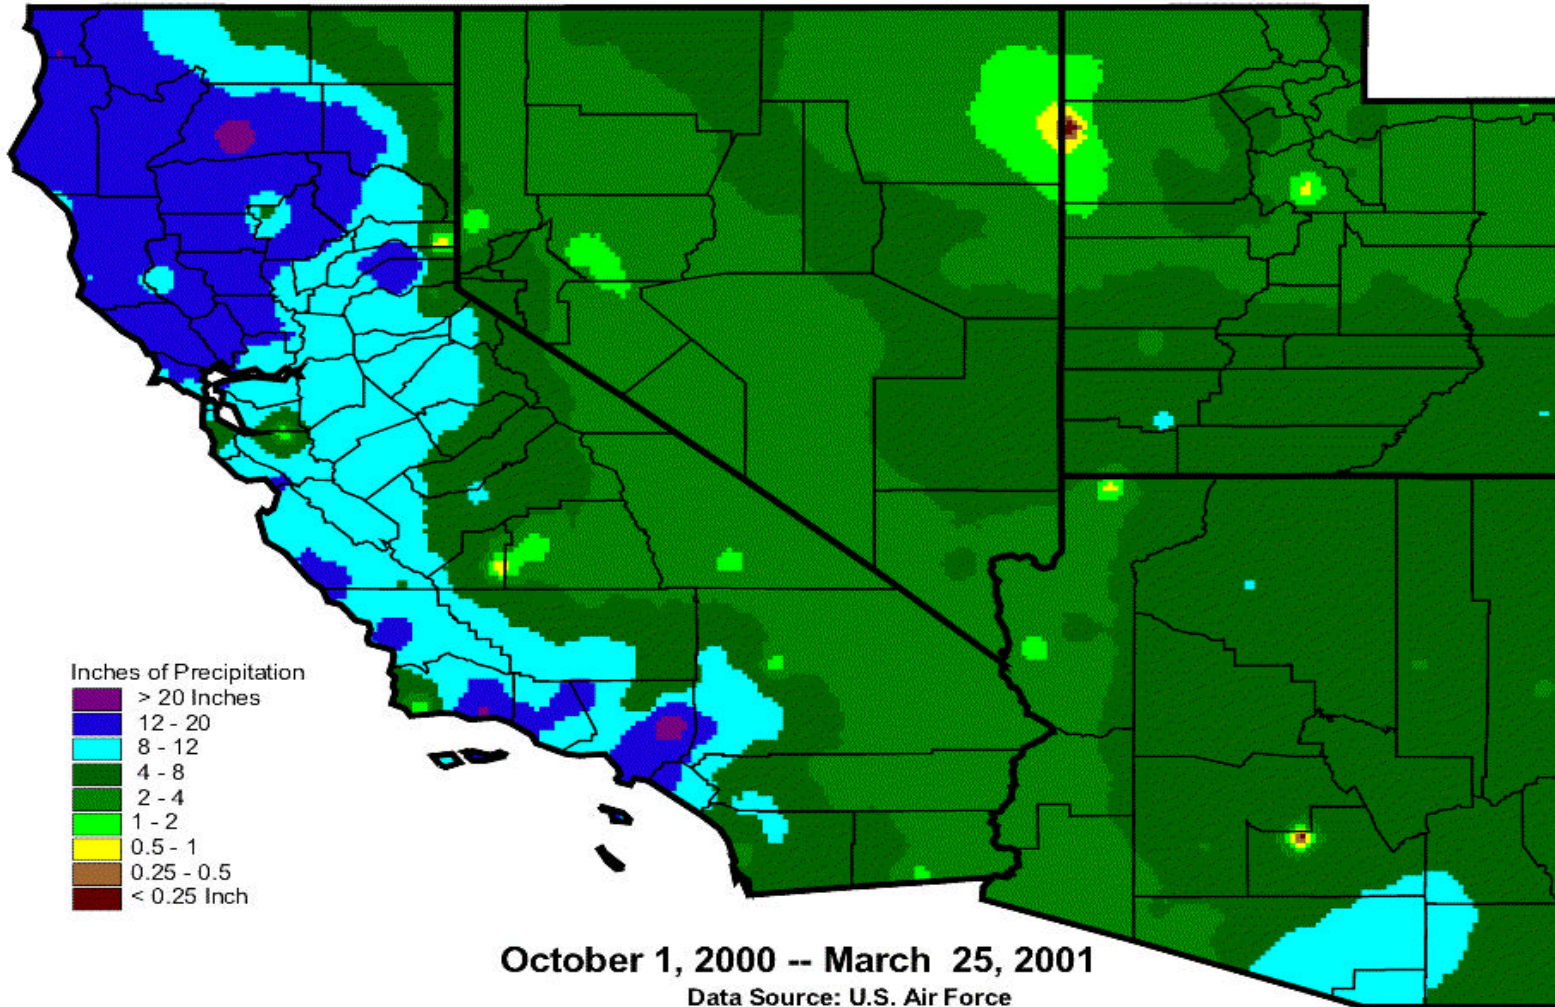 Inches of Precipitation
> 20 Inches
12 - 20
8 - 12
4 - 8
2 - 4
1 - 2
0.5 - 1
0.25 - 0.5
< 0.25 Inch
October 1, 2000 -- March 25, 2001
Data Source: U.S. Air Force